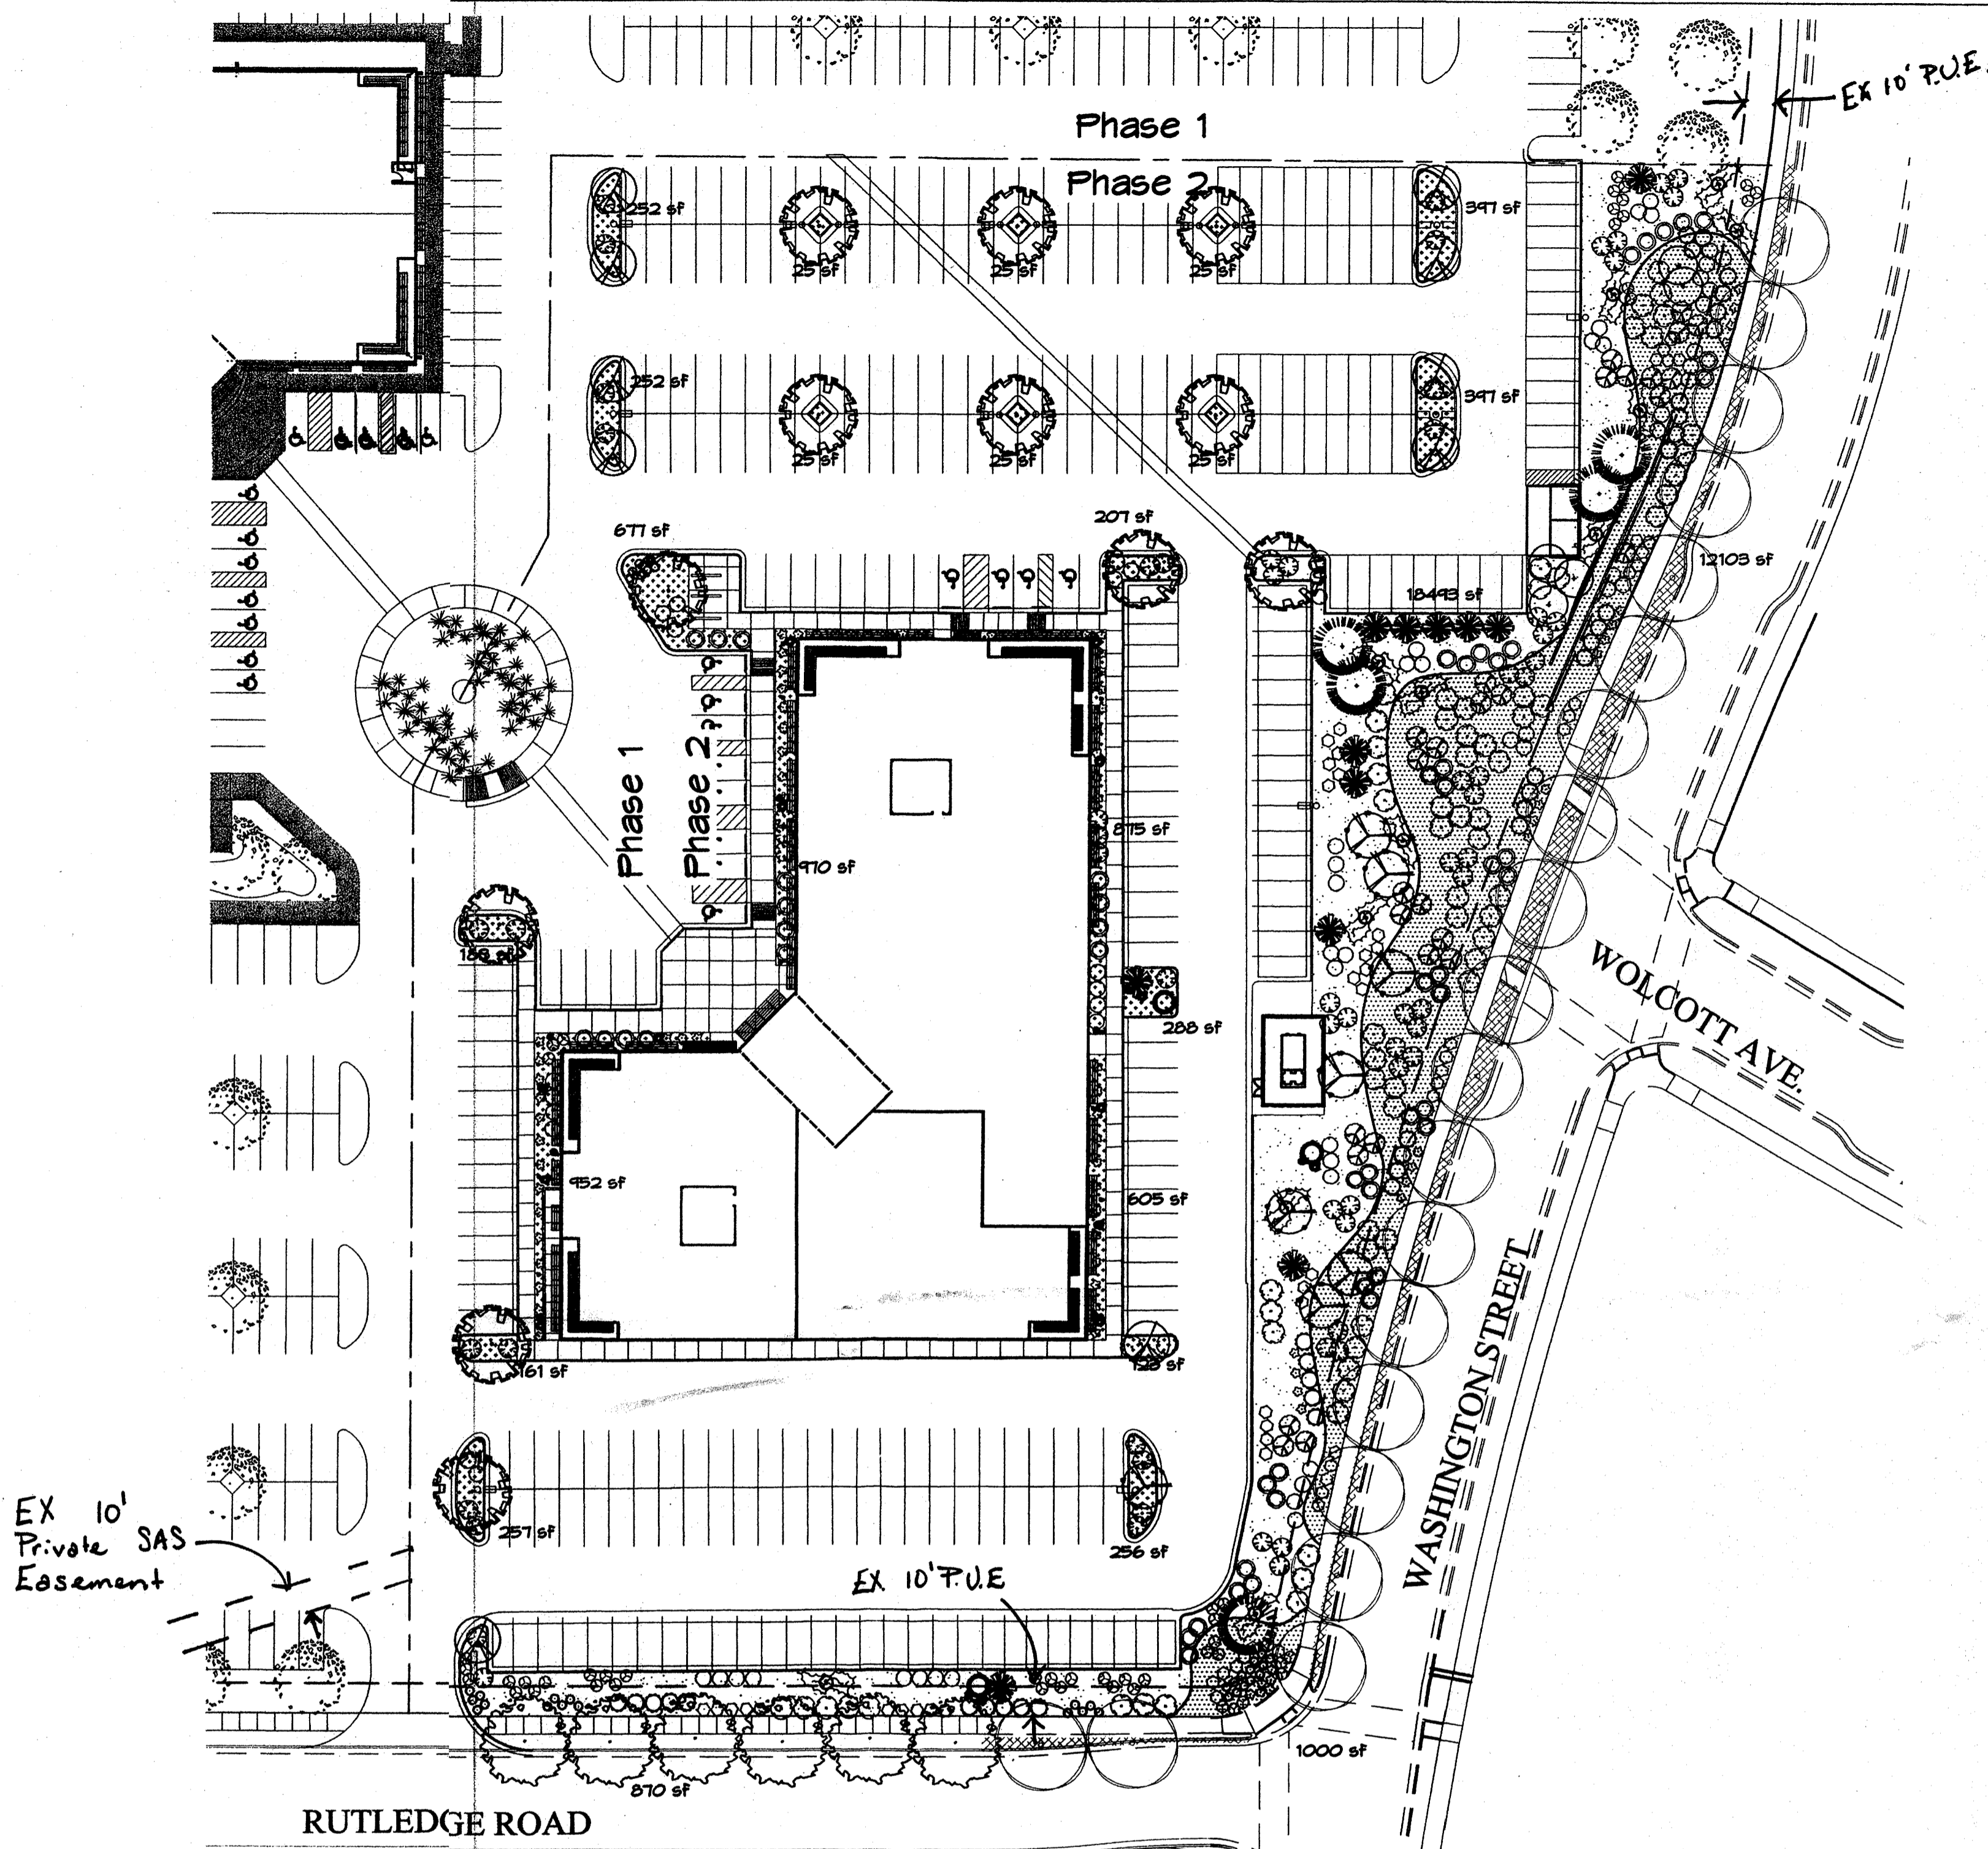 EX 10' P.U.E.
Phase 1
Phase 2
252 sf
397 sf
25 sf
25 sf
25 sf
252 sf
397 sf
25 sf
25 sf
25 sf
677 sf
207 sf
12103 sf
18493 sf
Phase 1
Phase 2
875 sf
970 sf
WOLCOTT AVE.
288 sf
952 sf
605 sf
WASHINGTON STREET
161 sf
257 sf
256 sf
EX 10'
Private SAS
Easement
EX 10' P.U.E
1000 sf
870 sf
RUTLEDGE ROAD